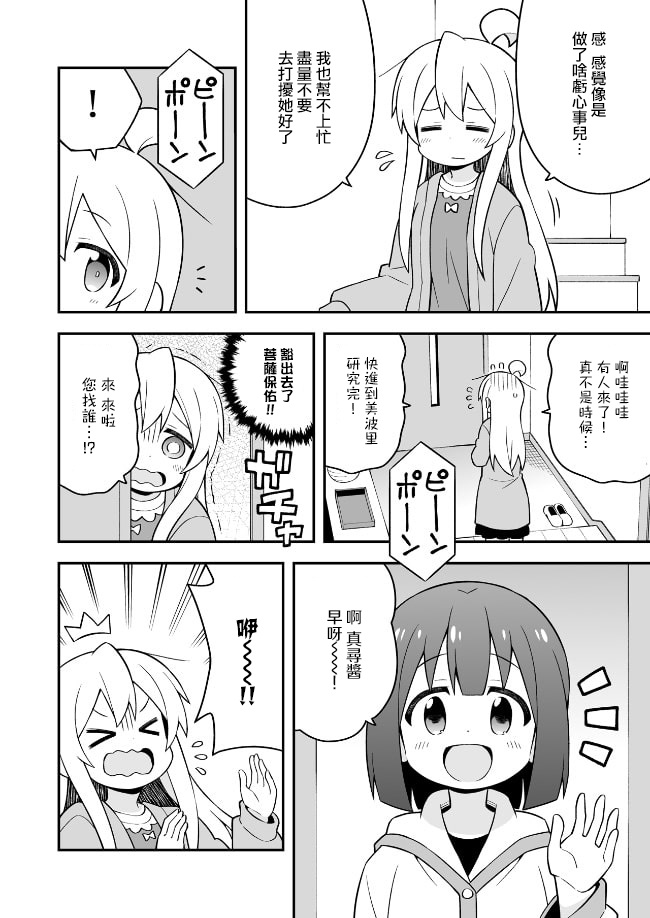 感 感覺像是
做了啥虧心事兒…
我也幫不上忙
盡量不要
去打擾她好了
ピーン
ポーン
！
啊哇哇哇
有人來了！
真不是時候…
快進到美波里
研究完！
ピーン
ポーン
豁出去了
菩薩保佑!!
ガチャ
來 來啦
您找誰…!?
啊 真尋醬
早呀～～～！
咿～～～!!